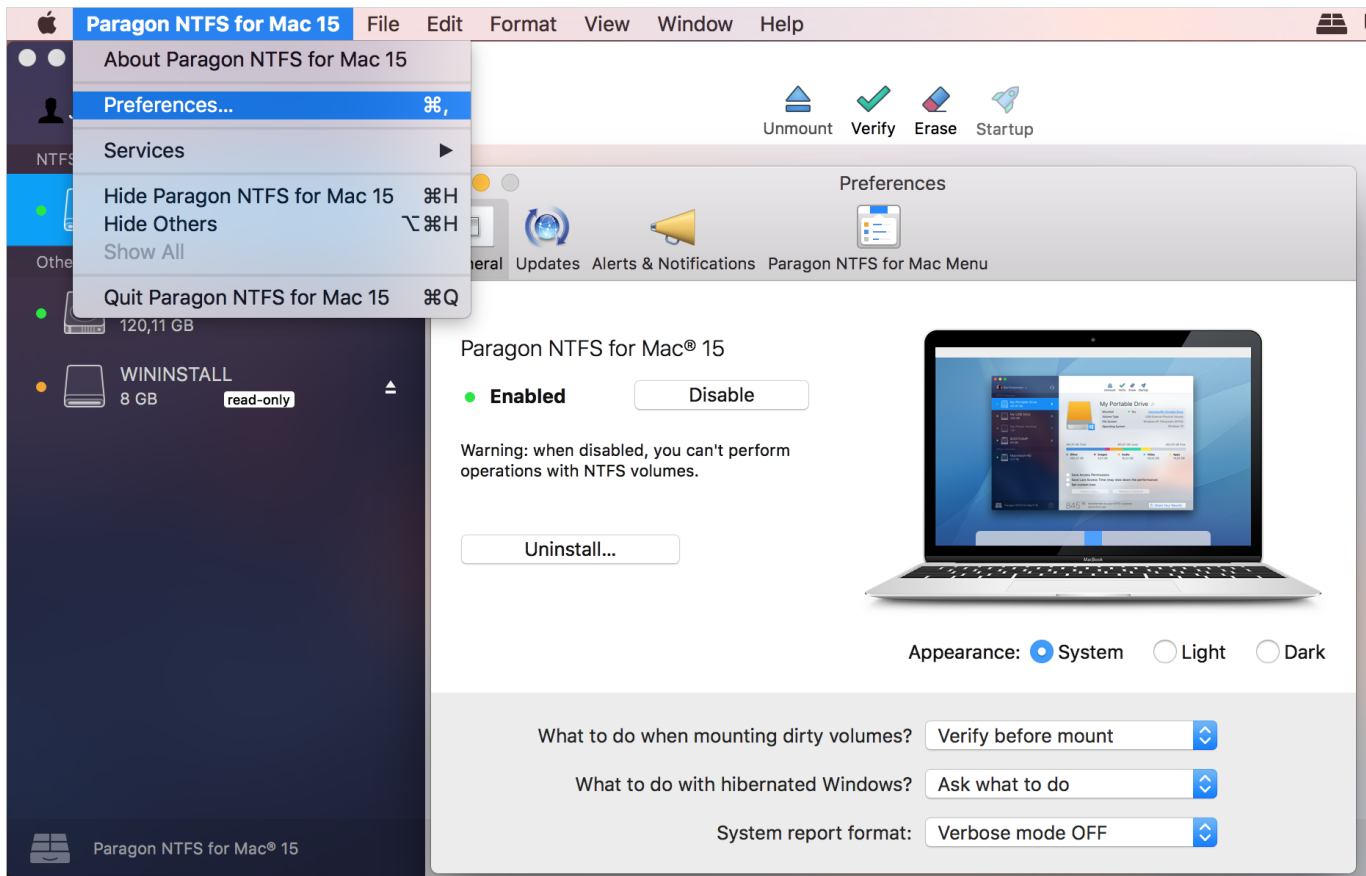 Paragon NTFS for Mac 15 File Edit Format View Window Help
About Paragon NTFS for Mac 15
Preferences... ⌘,
Services ▶
Hide Paragon NTFS for Mac 15 ⌘H
Hide Others ⌥⌘H
Show All
Quit Paragon NTFS for Mac 15 ⌘Q
Unmount Verify Erase Startup
NTFS
Othe
120,11 GB
WININSTALL
8 GB read-only
Paragon NTFS for Mac® 15
Preferences
eral Updates Alerts & Notifications Paragon NTFS for Mac Menu
Paragon NTFS for Mac® 15
Enabled Disable
Warning: when disabled, you can't perform
operations with NTFS volumes.
Uninstall...
My Portable Drive
MacBook
Appearance: System Light Dark
What to do when mounting dirty volumes? Verify before mount
What to do with hibernated Windows? Ask what to do
System report format: Verbose mode OFF